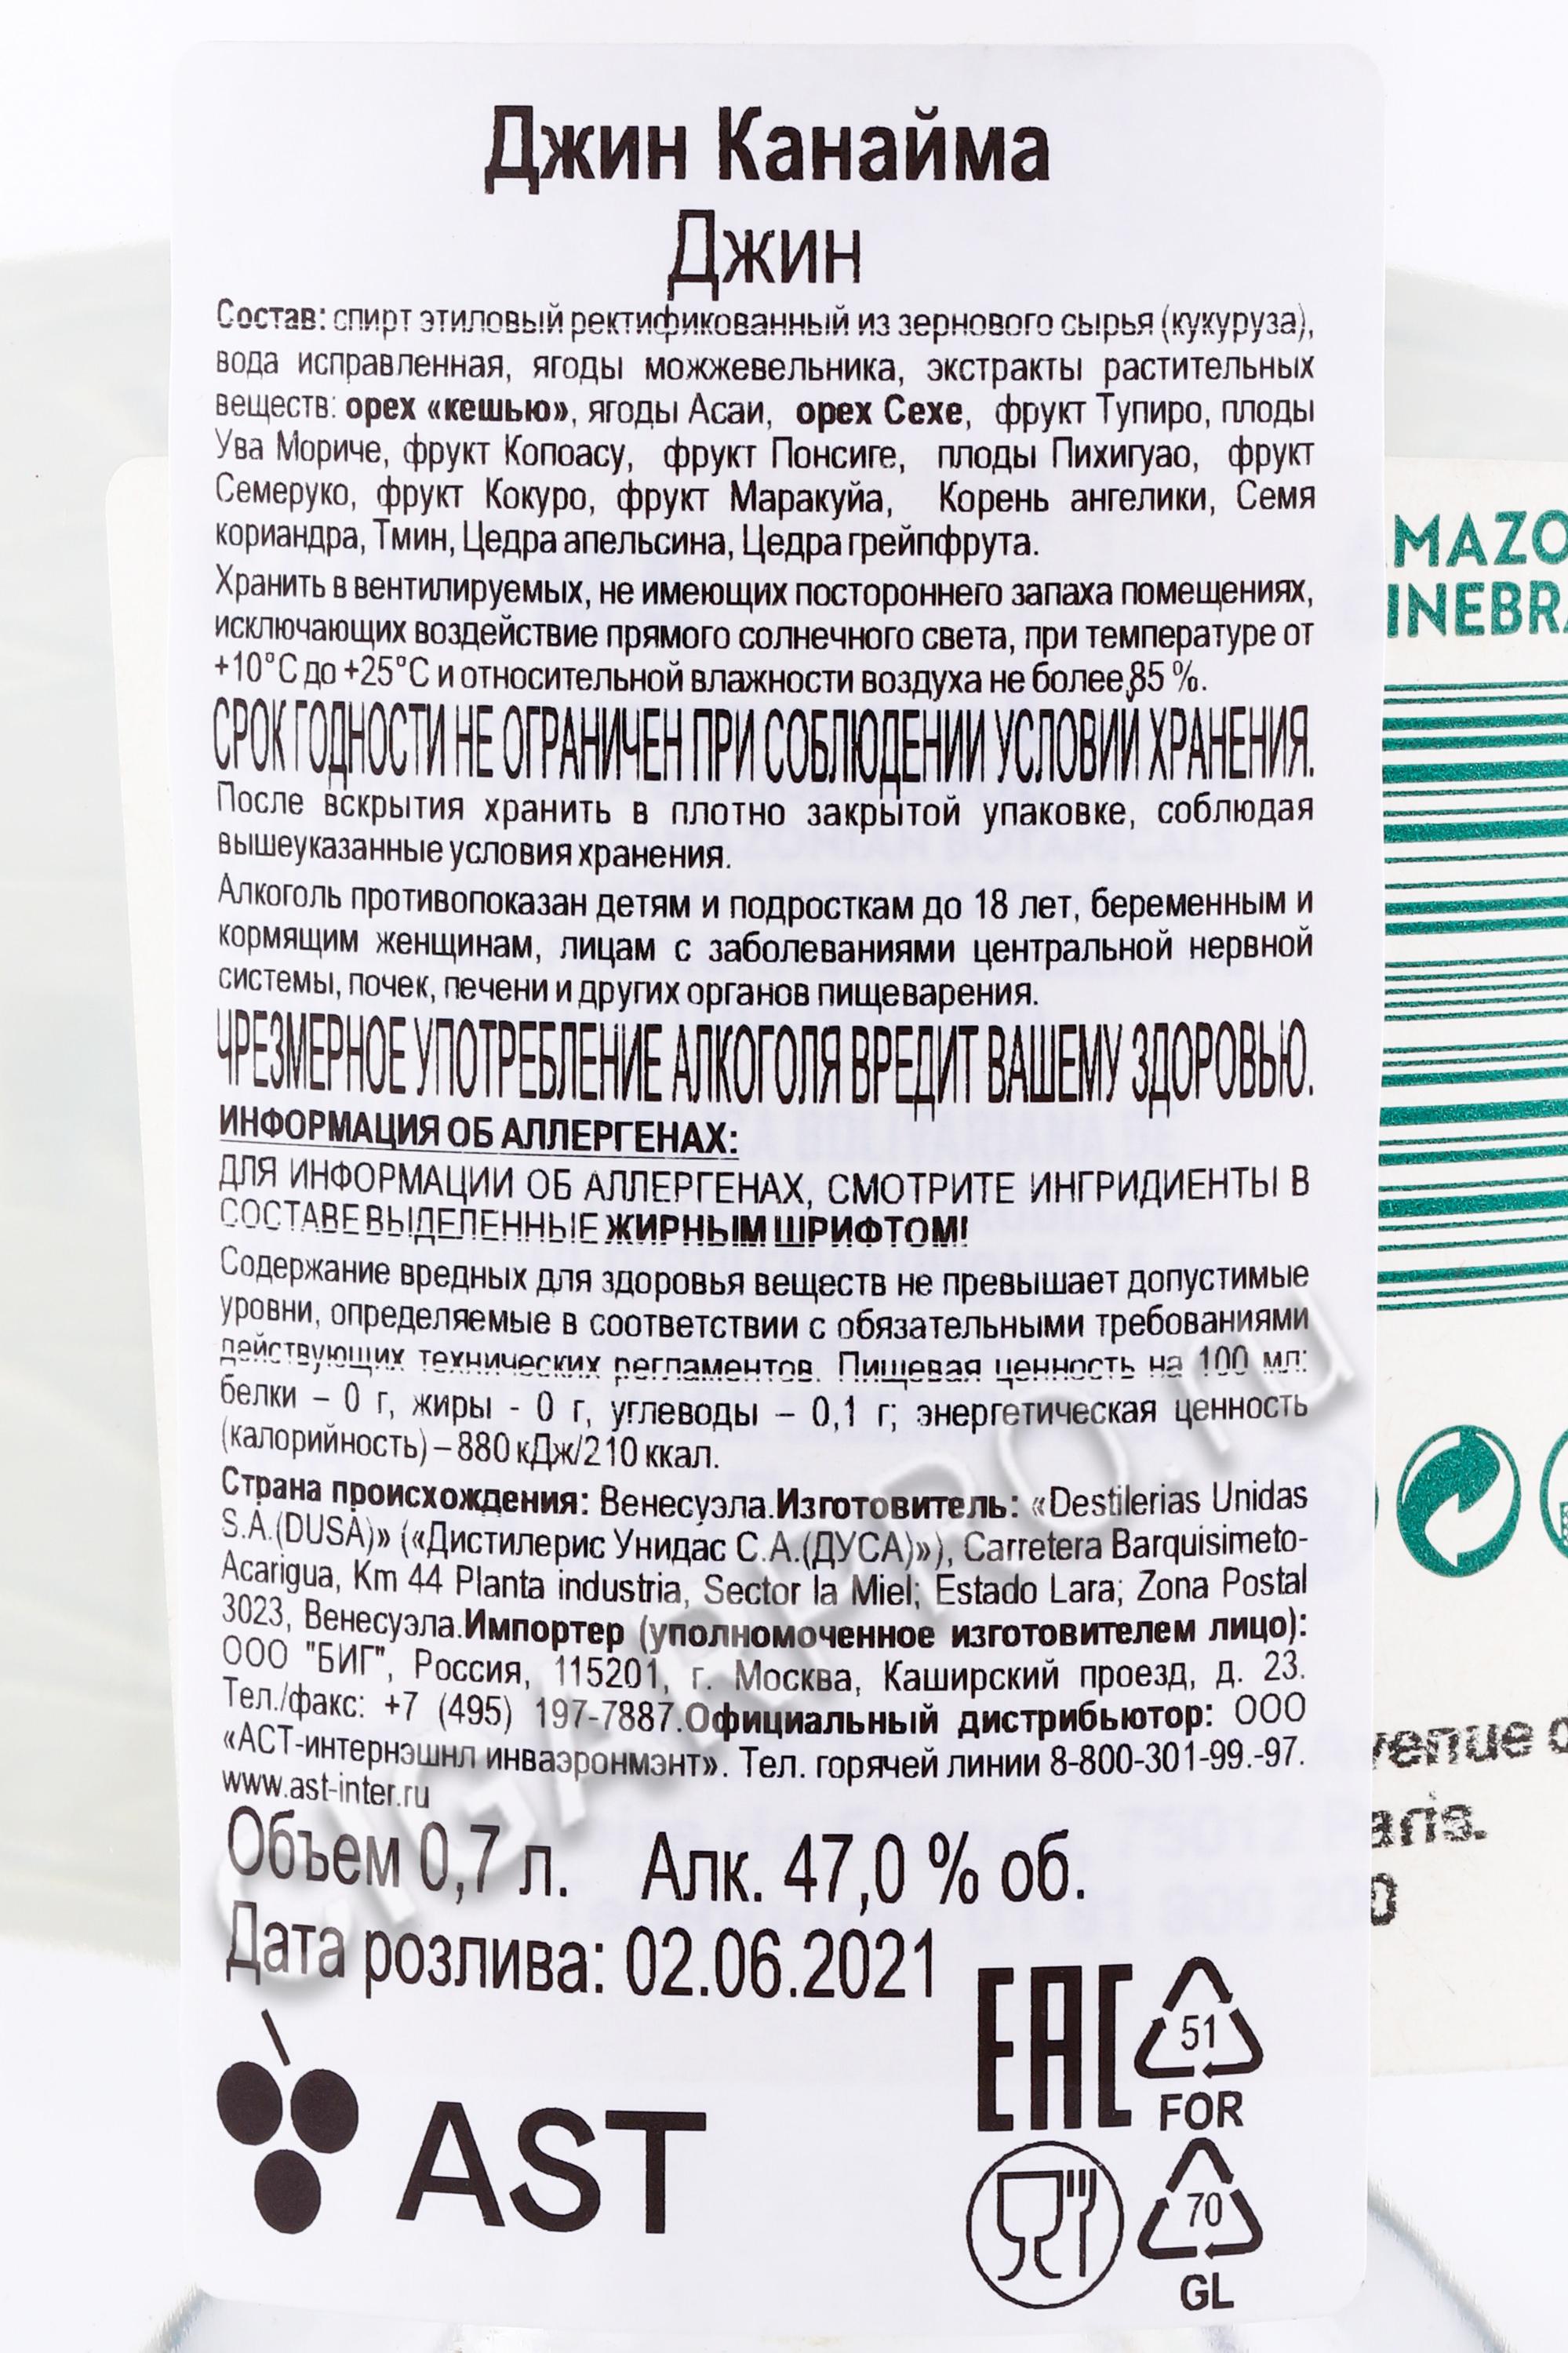 Джин Канайма
Джин
Состав: спирт этиловый ректификованный из зернового сырья (кукуруза),
вода исправленная, ягоды можжевельника, экстракты растительных
веществ: орех «кешью», ягоды Асаи, орех Сехе, фрукт Тупиро, плоды
Ува Мориче, фрукт Копоасу, фрукт Понсиге, плоды Пихигуао, фрукт
Семеруко, фрукт Кокуро, фрукт Маракуйа, Корень ангелики, Семя
кориандра, Тмин, Цедра апельсина, Цедра грейпфрута.
Хранить в вентилируемых, не имеющих постороннего запаха помещениях,
исключающих воздействие прямого солнечного света, при температуре от
+10°С до +25°С и относительной влажности воздуха не более 85 %.
СРОК ГОДНОСТИ НЕ ОГРАНИЧЕН ПРИ СОБЛЮДЕНИИ УСЛОВИЙ ХРАНЕНИЯ.
После вскрытия хранить в плотно закрытой упаковке, соблюдая
вышеуказанные условия хранения.
Алкоголь противопоказан детям и подросткам до 18 лет, беременным и
кормящим женщинам, лицам с заболеваниями центральной нервной
системы, почек, печени и других органов пищеварения.
ЧРЕЗМЕРНОЕ УПОТРЕБЛЕНИЕ АЛКОГОЛЯ ВРЕДИТ ВАШЕМУ ЗДОРОВЬЮ.
ИНФОРМАЦИЯ ОБ АЛЛЕРГЕНАХ:
ДЛЯ ИНФОРМАЦИИ ОБ АЛЛЕРГЕНАХ, СМОТРИТЕ ИНГРИДИЕНТЫ В
СОСТАВЕ ВЫДЕЛЕННЫЕ ЖИРНЫМ ШРИФТОМ!
Содержание вредных для здоровья веществ не превышает допустимые
уровни, определяемые в соответствии с обязательными требованиями
действующих технических регламентов. Пищевая ценность на 100 мл:
белки – 0 г, жиры - 0 г, углеводы – 0,1 г; энергетическая ценность
(калорийность) – 880 кДж/210 ккал.
Страна происхождения: Венесуэла.Изготовитель: «Destilerias Unidas
S.A.(DUSA)» («Дистилерис Унидас С.А.(ДУСА)»), Carretera Barquisimeto-
Acarigua, Km 44 Planta industria, Sector la Miel; Estado Lara; Zona Postal
3023, Венесуэла.Импортер (уполномоченное изготовителем лицо):
ООО "БИГ", Россия, 115201, г. Москва, Каширский проезд, д. 23.
Тел./факс: +7 (495) 197-7887.Официальный дистрибьютор: ООО
«АСТ-интернэшнл инваэронмэнт». Тел. горячей линии 8-800-301-99.-97.
www.ast-inter.ru
Объем 0,7 л. Алк. 47,0 % об.
Дата розлива: 02.06.2021
AST
EAC
51
FOR
70
GL
MAZO
INEBRA
venue d
aris.
0
CIGARPRO.ru